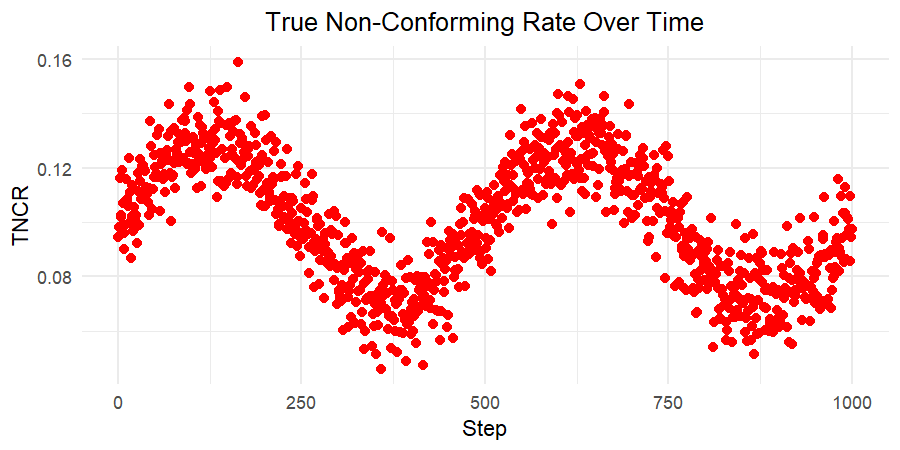 True Non-Conforming Rate Over Time
0.16
0.12
0.08
TNCR
0 250 500 750 1000
Step